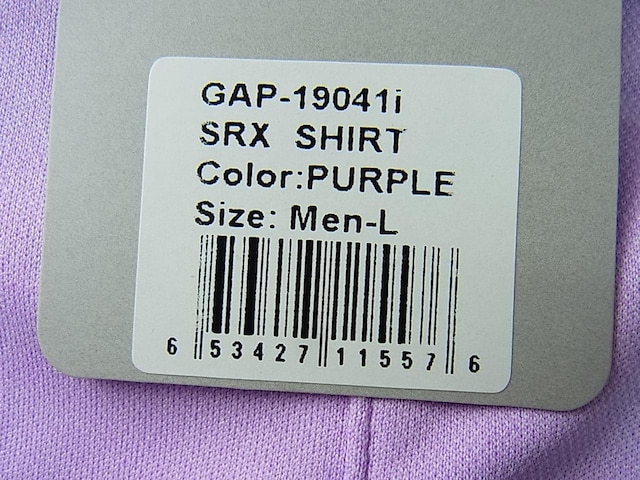 GAP-19041i
SRX SHIRT
Color:PURPLE
Size: Men-L
6 53427 11557 6